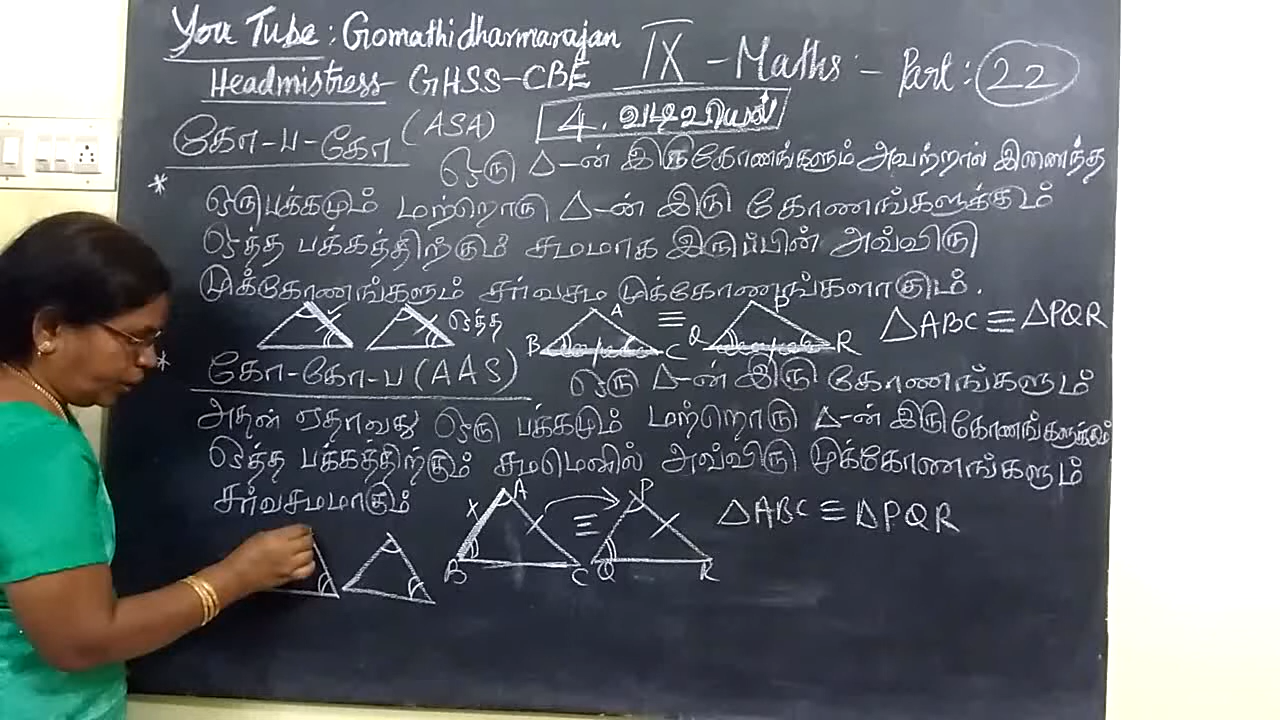 You Tube : Gomathidharmarajan
Headmistress - GHSS-CBE IX - Maths - Part : 22
4. வடிவியல்
கோ-ப-கோ (ASA)
ஒரு Δ-ன் இருகோணங்களும் அவற்றால் இணைந்த
* ஒருபக்கமும் மற்றொரு Δ-ன் இரு கோணங்களுக்கும்
ஒத்த பக்கத்திற்கும் சமமாக இருப்பின் அவ்விரு
முக்கோணங்களும் சர்வசம முக்கோணங்களாகும்.
ஒத்த A B C ≡ P Q R ΔABC ≡ ΔPQR
* கோ-கோ-ப (AAS) ஒரு Δ-ன் இரு கோணங்களும்
அதன் ஏதாவது ஒரு பக்கமும் மற்றொரு Δ-ன் இருகோணங்களுக்கும்
ஒத்த பக்கத்திற்கும் சமமெனில் அவ்விரு முக்கோணங்களும்
சர்வசமமாகும்
A B C ≡ P Q R ΔABC ≡ ΔPQR